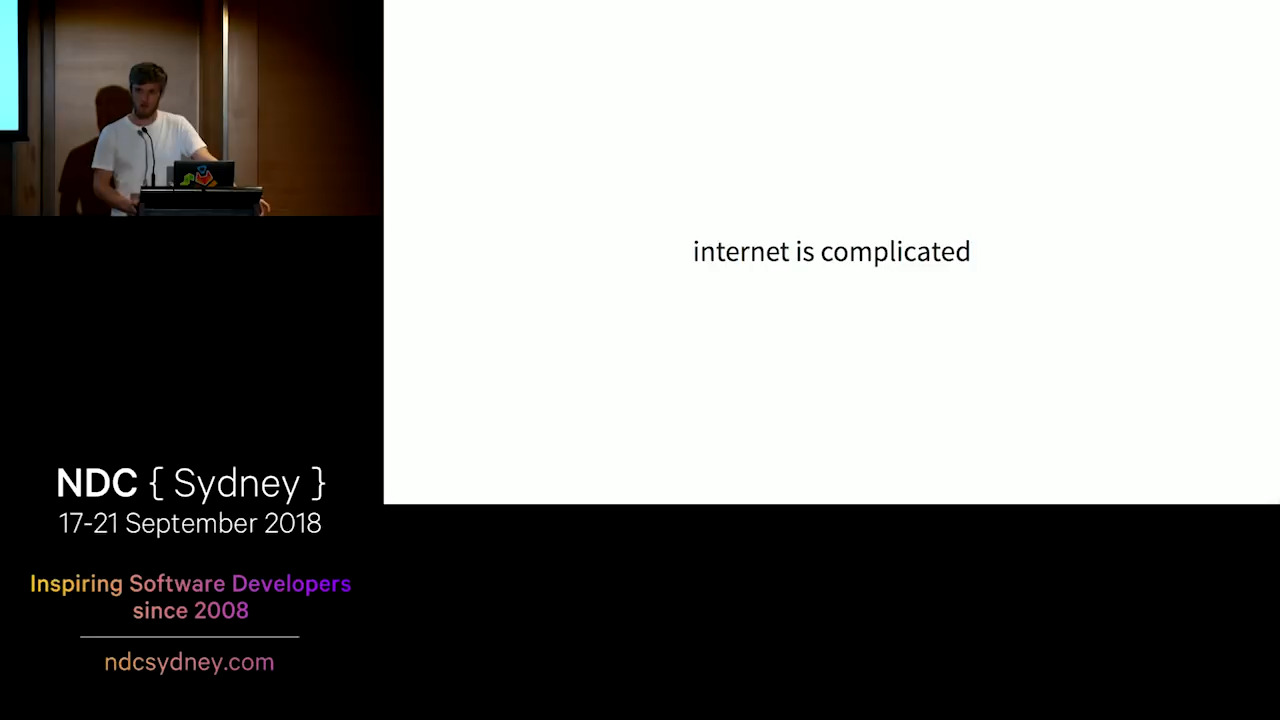 internet is complicated
NDC { Sydney }
17-21 September 2018
Inspiring Software Developers
since 2008
ndcsydney.com